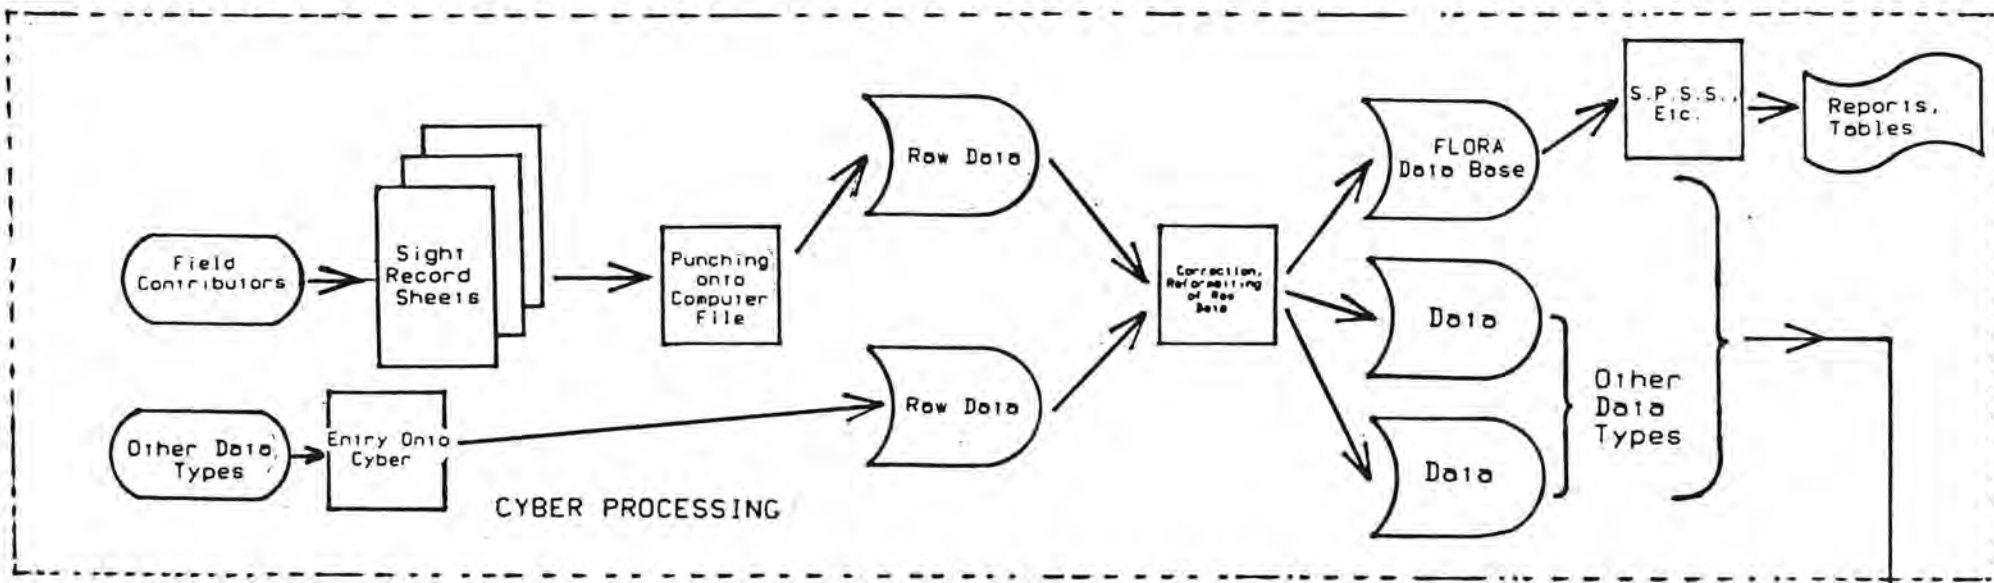 Field
Contributors
Sight
Record
Sheets
Punching
onto
Computer
File
Raw Data
Correction,
Reformatting
of Raw
Data
FLORA
Data Base
S.P.S.S.,
Etc.
Reports,
Tables
Data
Data
Other
Data
Types
Other Data
Types
Entry Onto
Cyber
Raw Data
CYBER PROCESSING